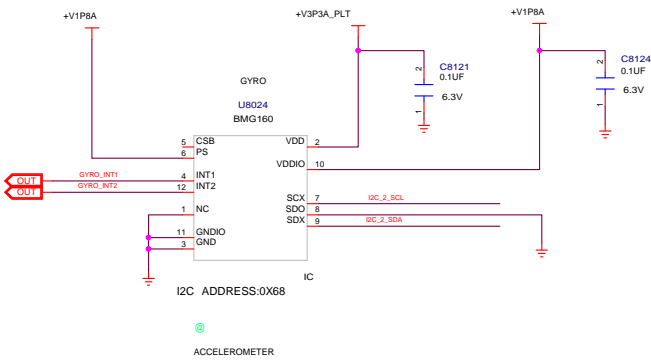 +V1P8A
+V3P3A_PLT
+V1P8A
C8121
0.1UF
6.3V
2
1
C8124
0.1UF
6.3V
2
1
GYRO
U8024
BMG160
5
CSB
VDD
2
6
PS
VDDIO
10
OUT
GYRO_INT1
4
INT1
OUT
GYRO_INT2
12
INT2
SCX
7
I2C_2_SCL
1
NC
SDO
8
SDX
9
I2C_2_SDA
11
GNDIO
3
GND
IC
I2C ADDRESS:0X68
@
ACCELEROMETER